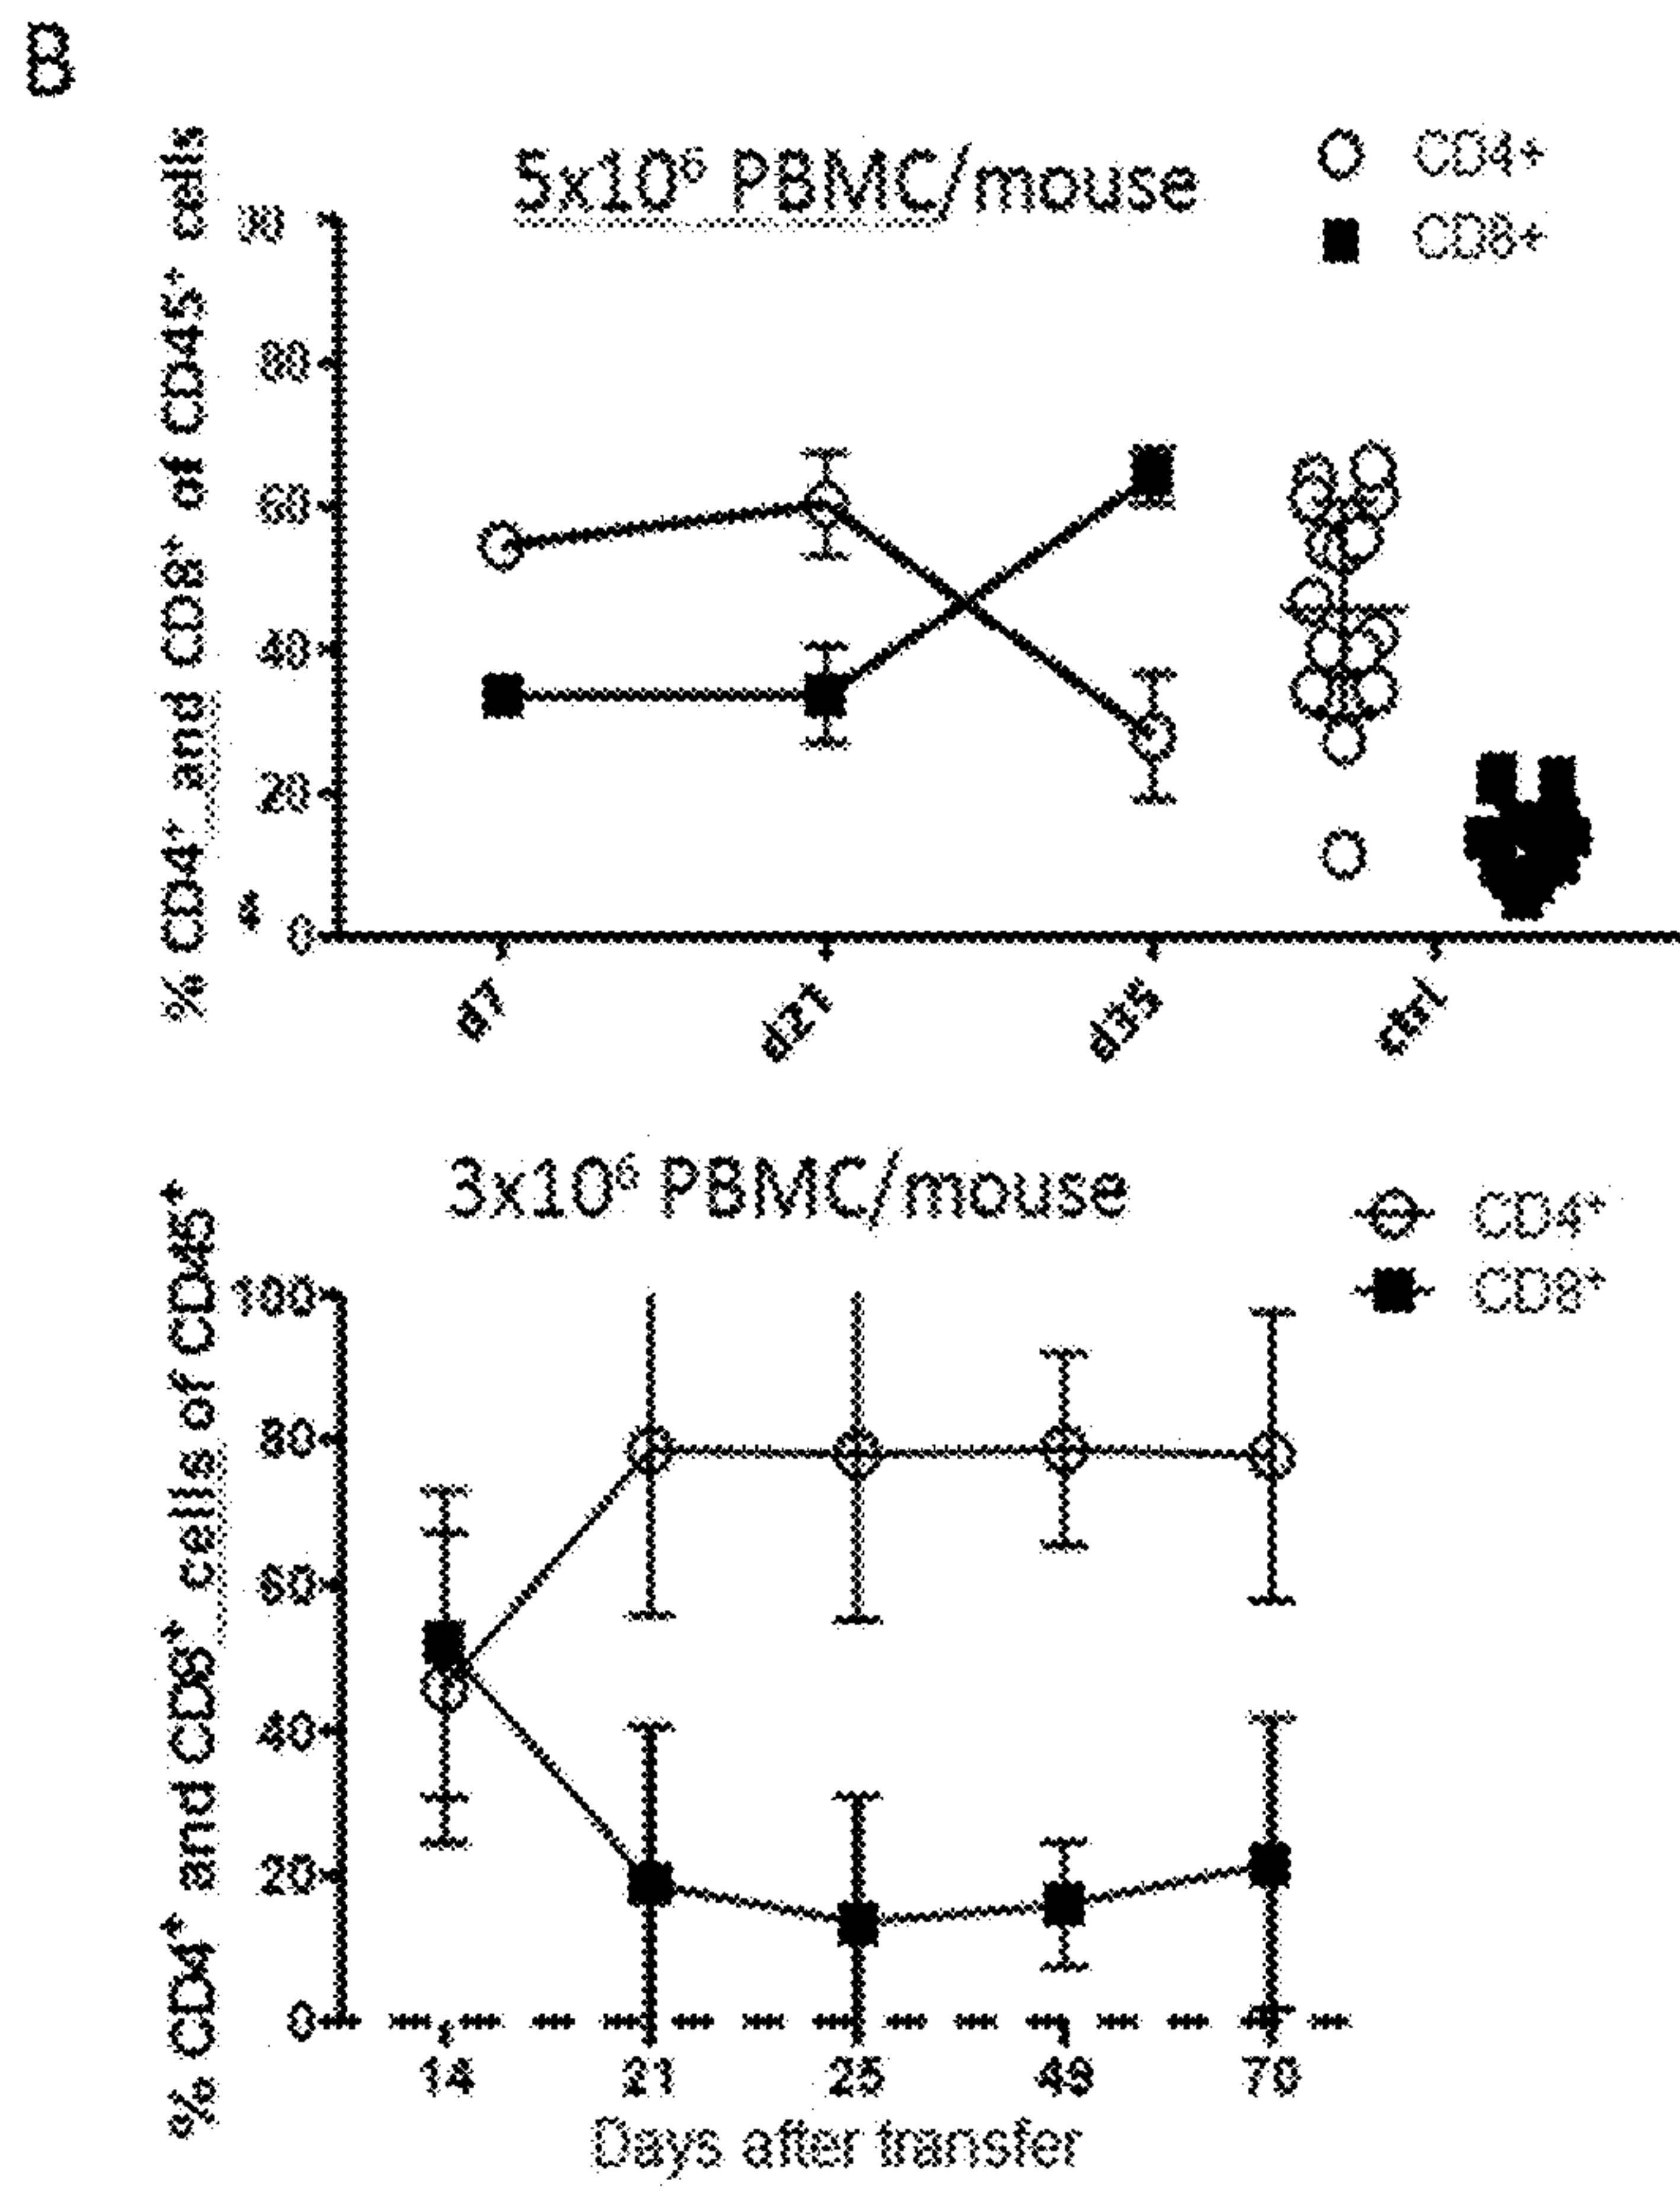 B
5x10⁶ PBMC/mouse
CD4+
CD8+
% CD4⁺ and CD8⁺ of CD45⁺ cells
80
60
40
20
0
d7
d21
d35
ctrl
3x10⁶ PBMC/mouse
CD4⁺
CD8⁺
% CD4⁺ and CD8⁺ cells of CD45⁺
100
80
60
40
20
0
14
21
25
49
70
Days after transfer